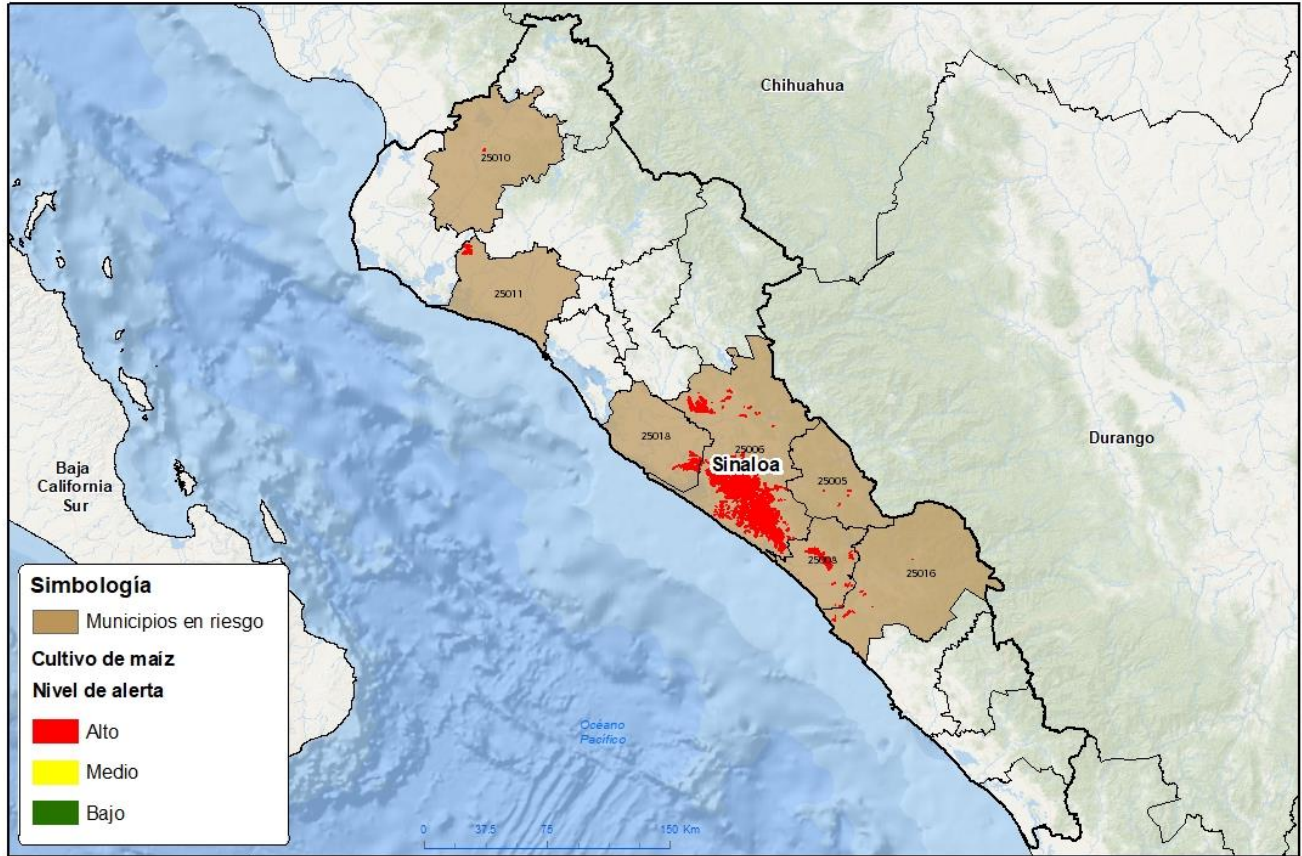 Chihuahua
25010
25011
Durango
25018
25006
Sinaloa
25005
25008
25016
Baja
California
Sur
Simbología
Municipios en riesgo
Cultivo de maíz
Nivel de alerta
Alto
Medio
Bajo
Océano
Pacífico
0 37.5 75 150 Km